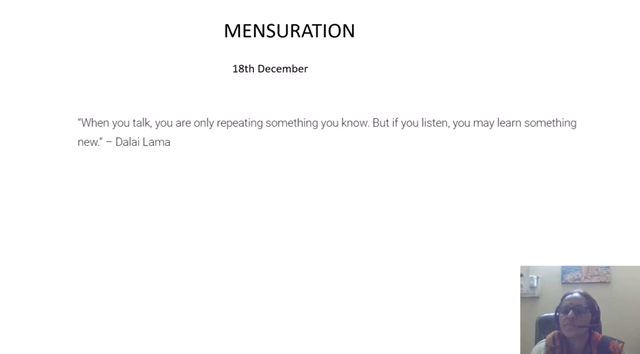 MENSURATION
18th December
“When you talk, you are only repeating something you know. But if you listen, you may learn something
new.” – Dalai Lama